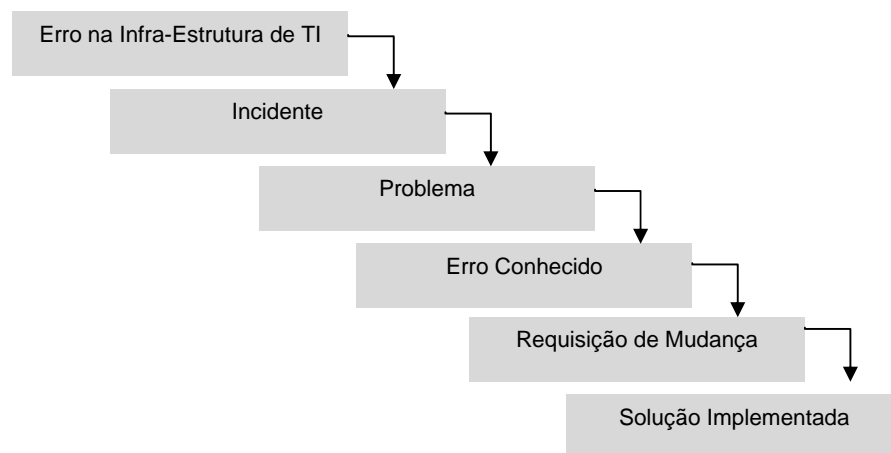 Erro na Infra-Estrutura de TI
Incidente
Problema
Erro Conhecido
Requisição de Mudança
Solução Implementada